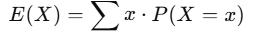 E(X) = ∑ x · P(X = x)